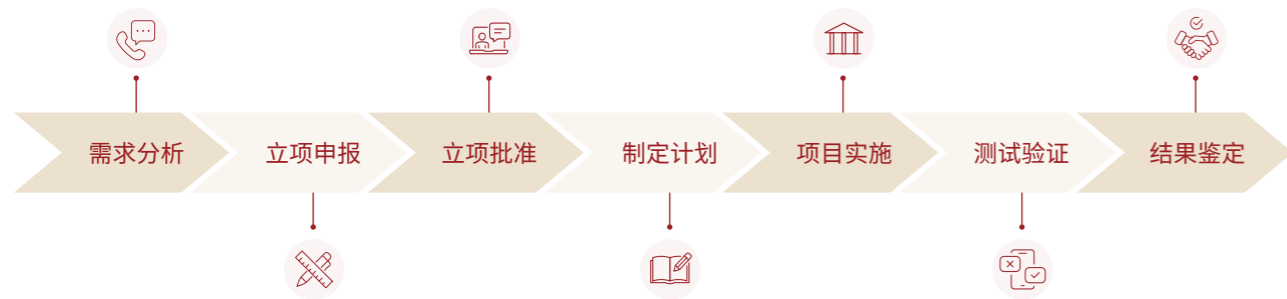 需求分析
立项申报
立项批准
制定计划
项目实施
测试验证
结果鉴定